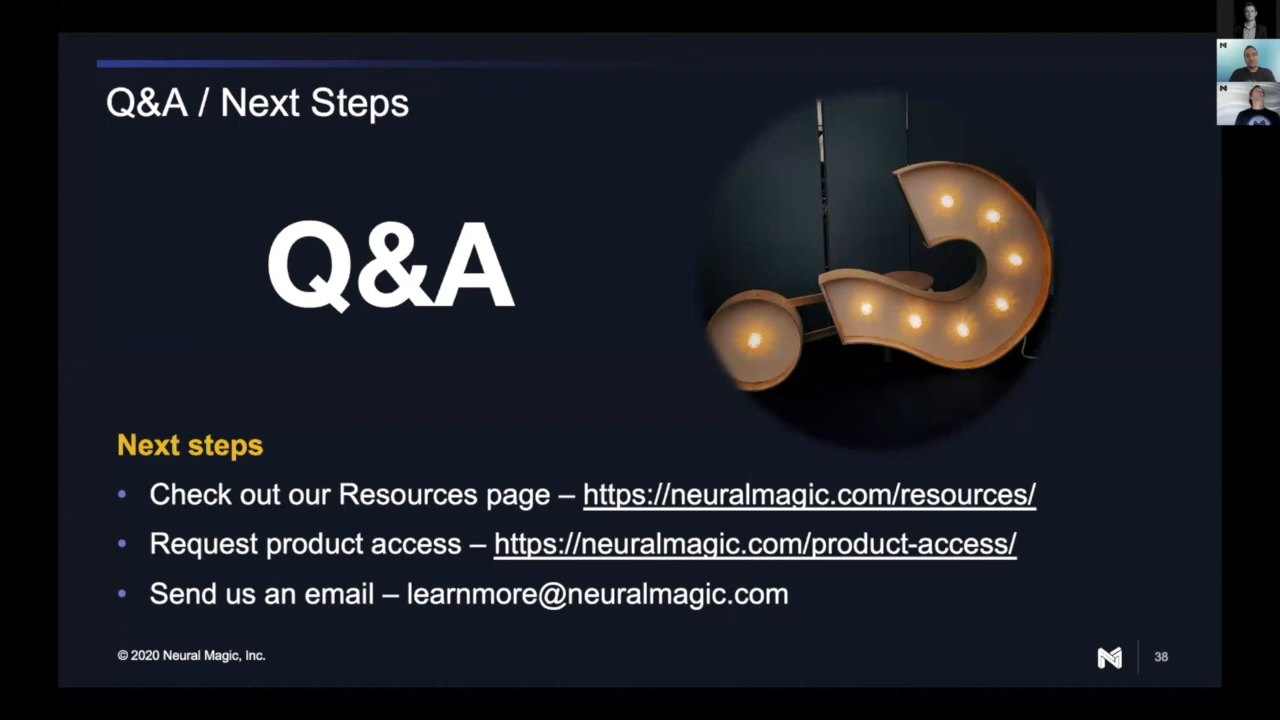 Q&A / Next Steps
Q&A
Next steps
• Check out our Resources page – https://neuralmagic.com/resources/
• Request product access – https://neuralmagic.com/product-access/
• Send us an email – learnmore@neuralmagic.com
© 2020 Neural Magic, Inc.
38